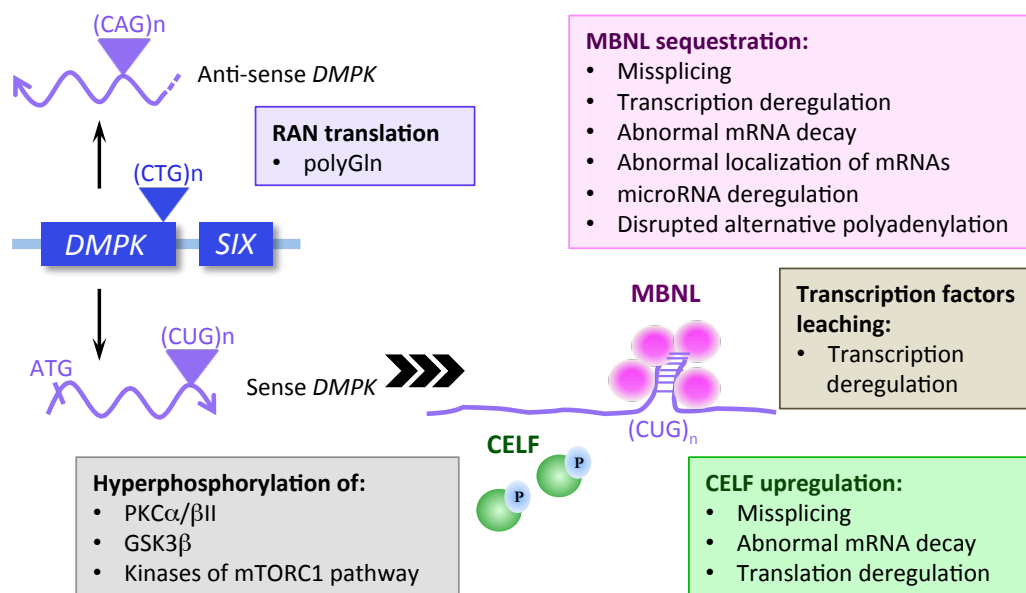 (CAG)n
Anti-sense DMPK
RAN translation
• polyGln
(CTG)n
DMPK
SIX
(CUG)n
ATG
Sense DMPK
MBNL sequestration:
• Missplicing
• Transcription deregulation
• Abnormal mRNA decay
• Abnormal localization of mRNAs
• microRNA deregulation
• Disrupted alternative polyadenylation
MBNL
(CUG)n
Transcription factors
leaching:
• Transcription
deregulation
CELF
P
P
Hyperphosphorylation of:
• PKCα/βII
• GSK3β
• Kinases of mTORC1 pathway
CELF upregulation:
• Missplicing
• Abnormal mRNA decay
• Translation deregulation